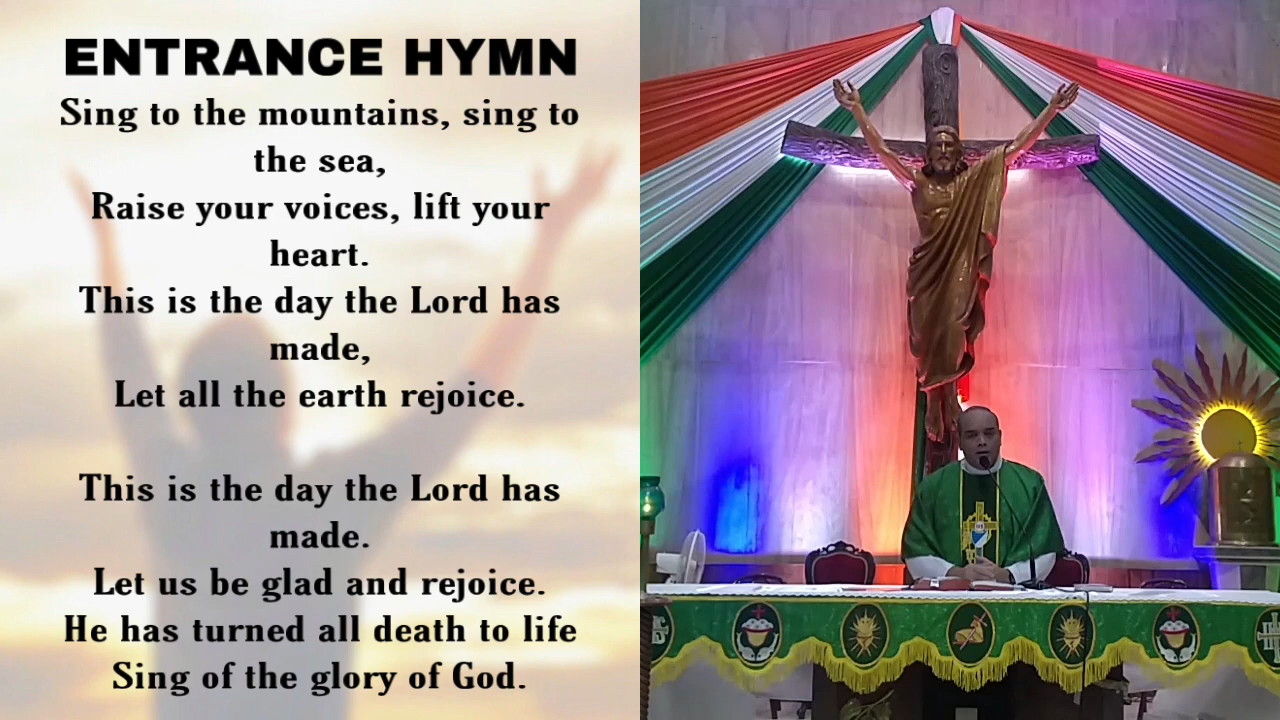 ENTRANCE HYMN
Sing to the mountains, sing to
the sea,
Raise your voices, lift your
heart.
This is the day the Lord has
made,
Let all the earth rejoice.
This is the day the Lord has
made.
Let us be glad and rejoice.
He has turned all death to life
Sing of the glory of God.